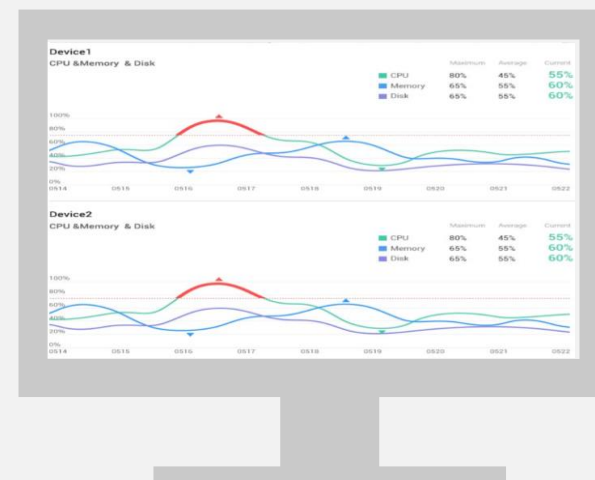 Device1
CPU &Memory & Disk
Maximum Average Current
CPU 80% 45% 55%
Memory 65% 55% 60%
Disk 65% 55% 60%
100%
80%
60%
40%
20%
0%
0514 0515 0516 0517 0518 0519 0520 0521 0522
Device2
CPU &Memory & Disk
Maximum Average Current
CPU 80% 45% 55%
Memory 65% 55% 60%
Disk 65% 55% 60%
100%
80%
60%
40%
20%
0%
0514 0515 0516 0517 0518 0519 0520 0521 0522